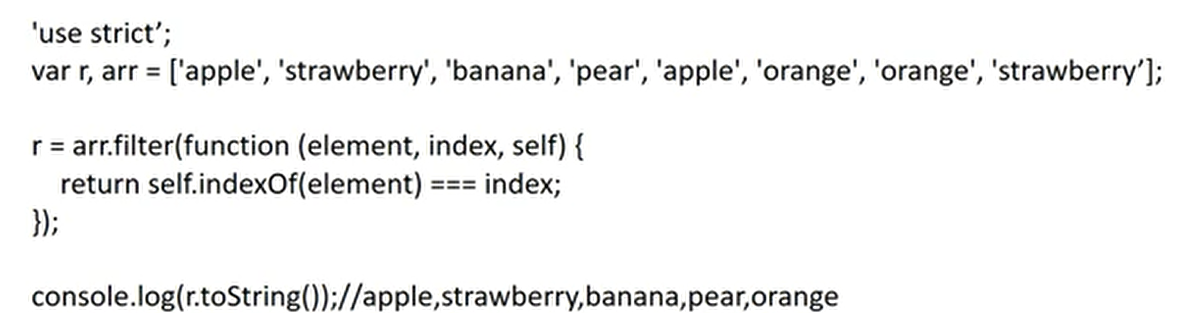 'use strict’;
var r, arr = ['apple', 'strawberry', 'banana', 'pear', 'apple', 'orange', 'orange', 'strawberry’];
r = arr.filter(function (element, index, self) {
return self.indexOf(element) === index;
});
console.log(r.toString());//apple,strawberry,banana,pear,orange